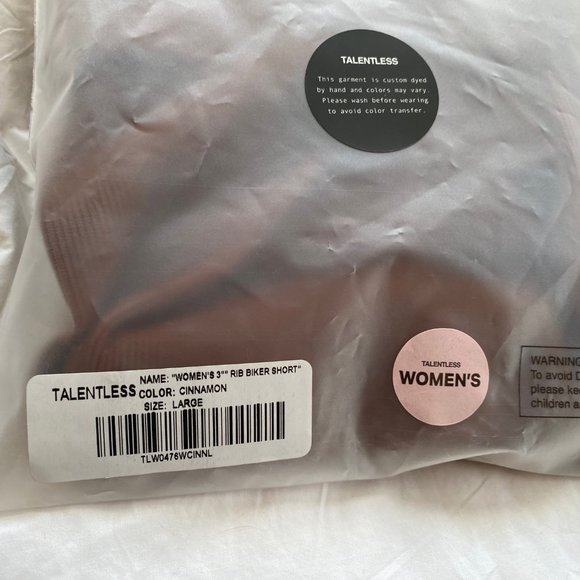 TALENTLESS
This garment is custom dyed
by hand and colors may vary.
Please wash before wearing
to avoid color transfer.
TALENTLESS
WOMEN'S
WARNING
To avoid D
please kee
children a
NAME: "WOMEN'S 3"" RIB BIKER SHORT"
TALENTLESS COLOR: CINNAMON
SIZE: LARGE
TLW0476WCINNL